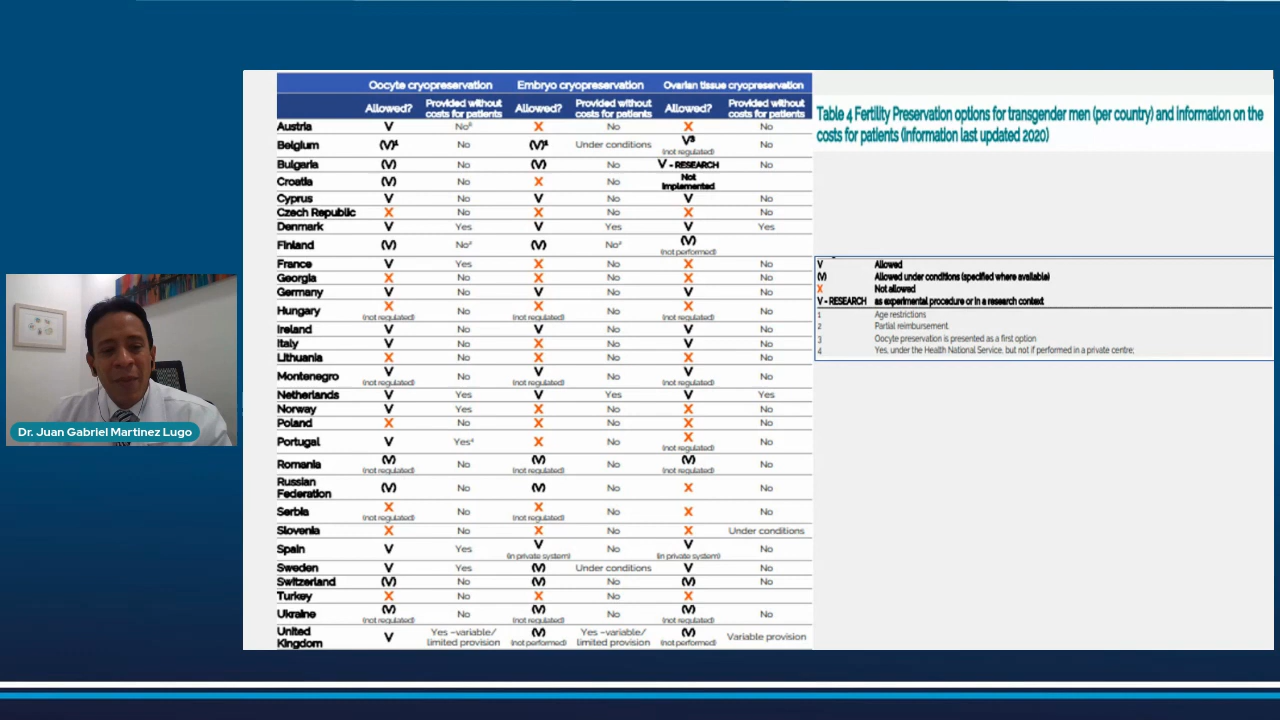 Oocyte cryopreservation Embryo cryopreservation Ovarian tissue cryopreservation
Allowed? Provided without costs for patients Allowed? Provided without costs for patients Allowed? Provided without costs for patients
Austria V No² X No X No
Belgium (V)¹ No (V)¹ Under conditions V³ (not regulated) No
Bulgaria (V) No (V) No V - RESEARCH No
Croatia (V) No X No Not Implemented
Cyprus V No V No V No
Czech Republic X No X No X No
Denmark V Yes V Yes V Yes
Finland (V) No² (V) No² (V) (not performed)
France V Yes X No X No
Georgia X No X No X No
Germany V No V No V No
Hungary X (not regulated) No X (not regulated) No X (not regulated) No
Ireland V No V No V No
Italy V No V No V No
Lithuania X No X No X No
Montenegro V (not regulated) No V (not regulated) No V (not regulated) No
Netherlands V Yes V Yes V Yes
Norway V Yes X No X No
Poland X No X No X No
Portugal V Yes⁴ X No X (not regulated) No
Romania (V) (not regulated) No (V) (not regulated) No (V) (not regulated) No
Russian Federation (V) No (V) No X No
Serbia X (not regulated) No X (not regulated) No X No
Slovenia X No X No X Under conditions
Spain V Yes V (in private system) No V (in private system) No
Sweden V Yes (V) Under conditions V No
Switzerland (V) No (V) No (V) No
Turkey X No X No X
Ukraine (V) (not regulated) No (V) (not regulated) No (V) (not regulated) No
United Kingdom V Yes –variable/ limited provision (V) (not performed) Yes –variable/ limited provision (V) (not performed) Variable provision
Table 4 Fertility Preservation options for transgender men (per country) and information on the
costs for patients (Information last updated 2020)
V Allowed
(V) Allowed under conditions (specified where available)
X Not allowed
V - RESEARCH as experimental procedure or in a research context
1 Age restrictions
2 Partial reimbursement
3 Oocyte preservation is presented as a first option
4 Yes, under the Health National Service, but not if performed in a private centre;
Dr. Juan Gabriel Martinez Lugo